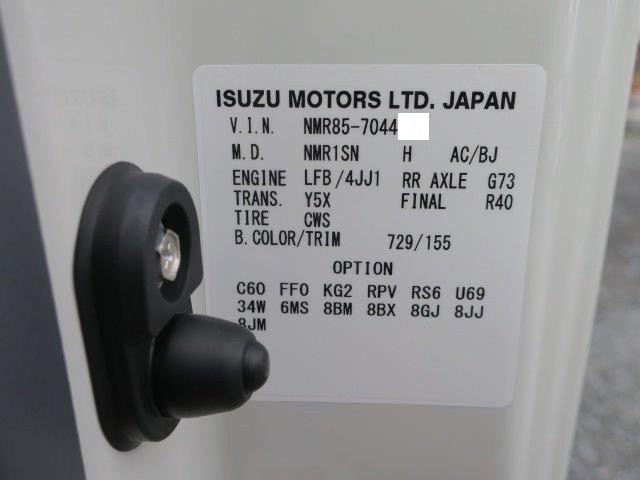 ISUZU MOTORS LTD. JAPAN
V.I.N. NMR85-7044
M.D. NMR1SN H AC/BJ
ENGINE LFB/4JJ1 RR AXLE G73
TRANS. Y5X FINAL R40
TIRE CWS
B.COLOR/TRIM 729/155
OPTION
C60 FF0 KG2 RPV RS6 U69
34W 6MS 8BM 8BX 8GJ 8JJ
8JM